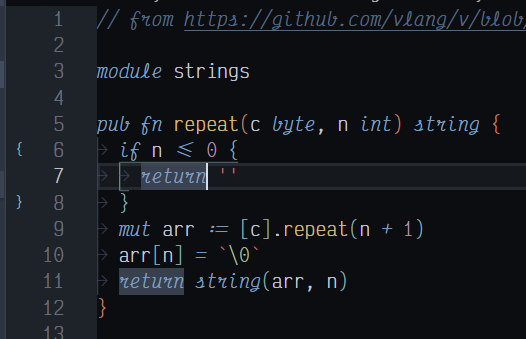 1 // from https://github.com/vlang/v/blob/
2
3 module strings
4
5 pub fn repeat(c byte, n int) string {
{ 6 if n ≤ 0 {
7 return ''
} 8 }
9 mut arr := [c].repeat(n + 1)
10 arr[n] = `\0`
11 return string(arr, n)
12 }
13